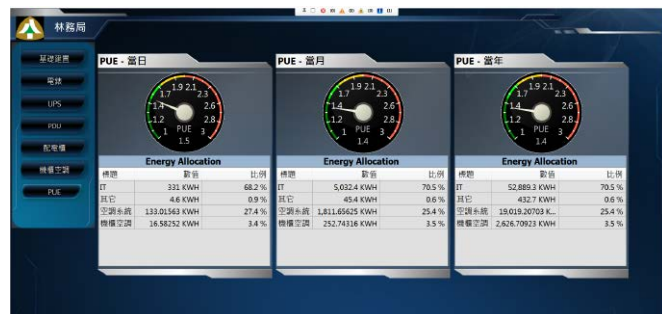 林務局
基礎建置
電錶
UPS
PDU
配電櫃
機櫃空調
PUE
PUE - 當日
1 1.2 1.4 1.7 1.9 2.1 2.3 2.6 2.8 3
PUE
1.5
Energy Allocation
標題 數值 比例
IT 331 KWH 68.2 %
其它 4.6 KWH 0.9 %
空調系統 133.01563 KWH 27.4 %
機櫃空調 16.58252 KWH 3.4 %
PUE - 當月
1 1.2 1.4 1.7 1.9 2.1 2.3 2.6 2.8 3
PUE
1.4
Energy Allocation
標題 數值 比例
IT 5,032.4 KWH 70.5 %
其它 45.4 KWH 0.6 %
空調系統 1,811.65625 KWH 25.4 %
機櫃空調 252.74316 KWH 3.5 %
PUE - 當年
1 1.2 1.4 1.7 1.9 2.1 2.3 2.6 2.8 3
PUE
1.4
Energy Allocation
標題 數值 比例
IT 52,889.3 KWH 70.5 %
其它 432.7 KWH 0.6 %
空調系統 19,019.20703 K... 25.4 %
機櫃空調 2,626.70923 KWH 3.5 %